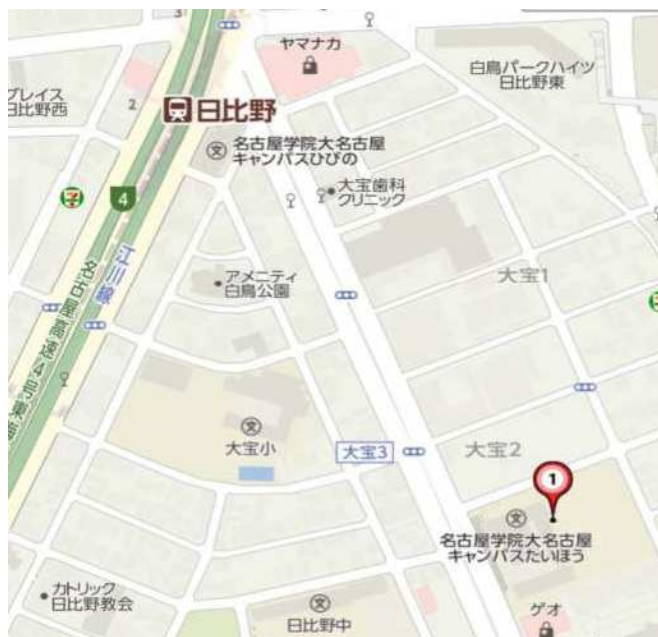 3
ヤマナカ
白鳥パークハイツ
日比野東
グレイス
日比野西
2
日比野
名古屋学院大名古屋
キャンパスひびの
大宝歯科
クリニック
4
江川線
大宝1
アメニティ
白鳥公園
名古屋高速4号東海
大宝小
大宝3
大宝2
1
名古屋学院大名古屋
キャンパスたいほう
カトリック
日比野教会
日比野中
ゲオ